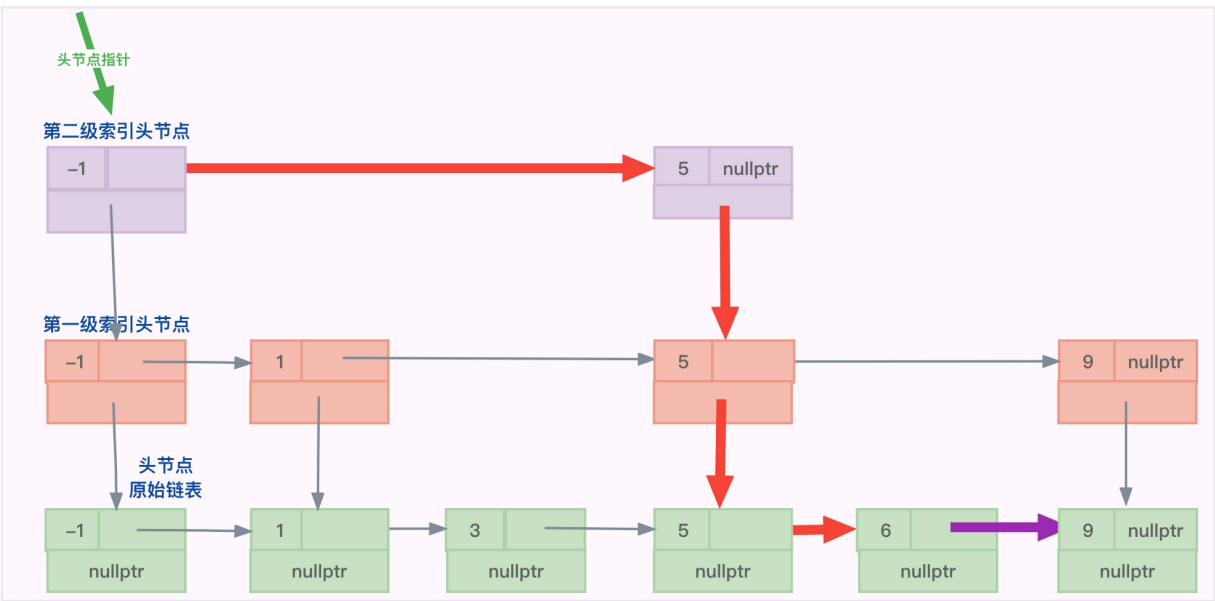 头节点指针
第二级索引头节点
-1
5 nullptr
第一级索引头节点
-1 1 5 9 nullptr
头节点
原始链表
-1 1 3 5 6 9 nullptr
nullptr nullptr nullptr nullptr nullptr nullptr